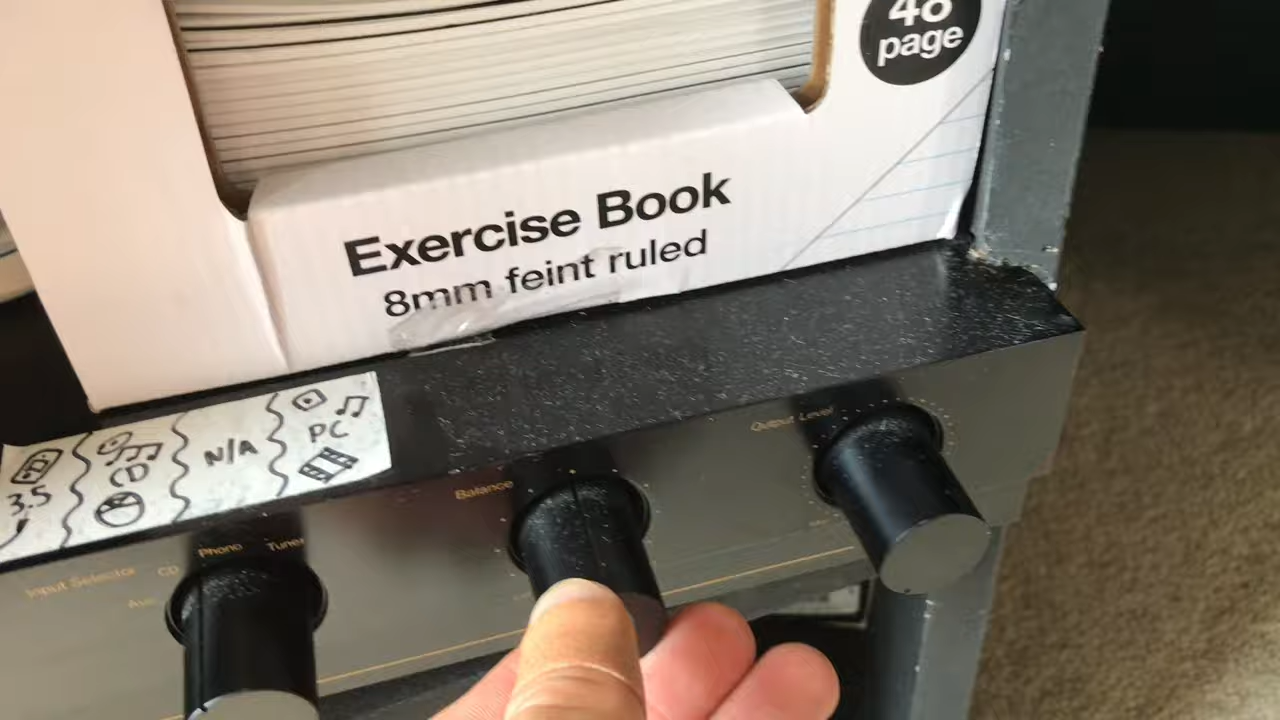 48
page
Exercise Book
8mm feint ruled
3.5
CD
N/A
PC
Output Level
Balance
Phono
Tuner
Input Selector
CD
Aux